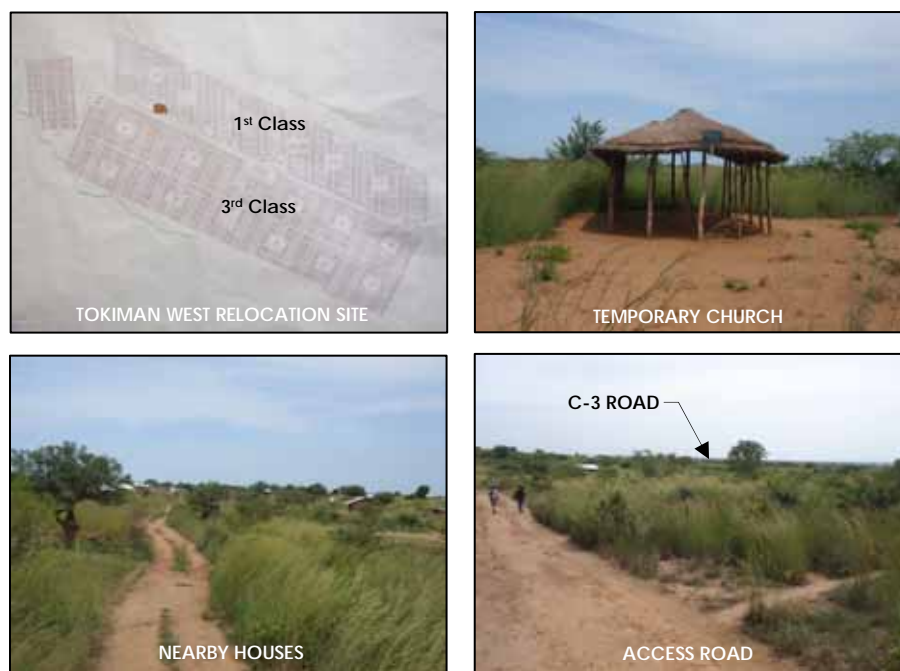 1st Class
3rd Class
TOKIMAN WEST RELOCATION SITE
TEMPORARY CHURCH
NEARBY HOUSES
C-3 ROAD
ACCESS ROAD